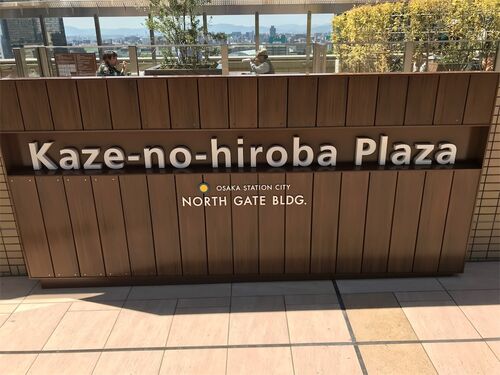 Kaze-no-hiroba Plaza
OSAKA STATION CITY
NORTH GATE BLDG.